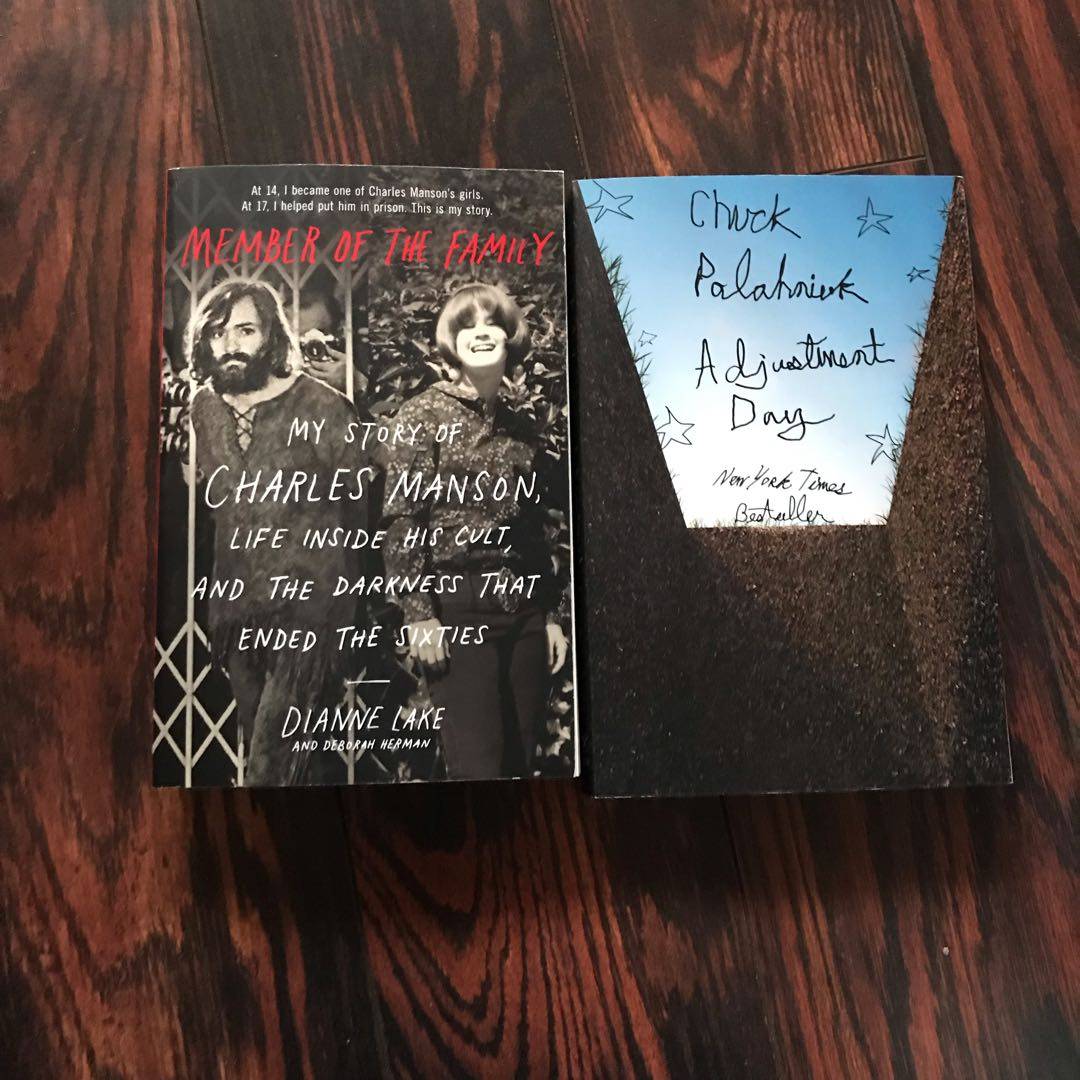 At 14, I became one of Charles Manson's girls.
At 17, I helped put him in prison. This is my story.
MEMBER OF THE FAMILY
MY STORY OF
CHARLES MANSON,
LIFE INSIDE HIS CULT,
AND THE DARKNESS THAT
ENDED THE SIXTIES
DIANNE LAKE
AND DEBORAH HERMAN
Chuck
Palahniuk
Adjustment
Day
New York Times
Bestseller